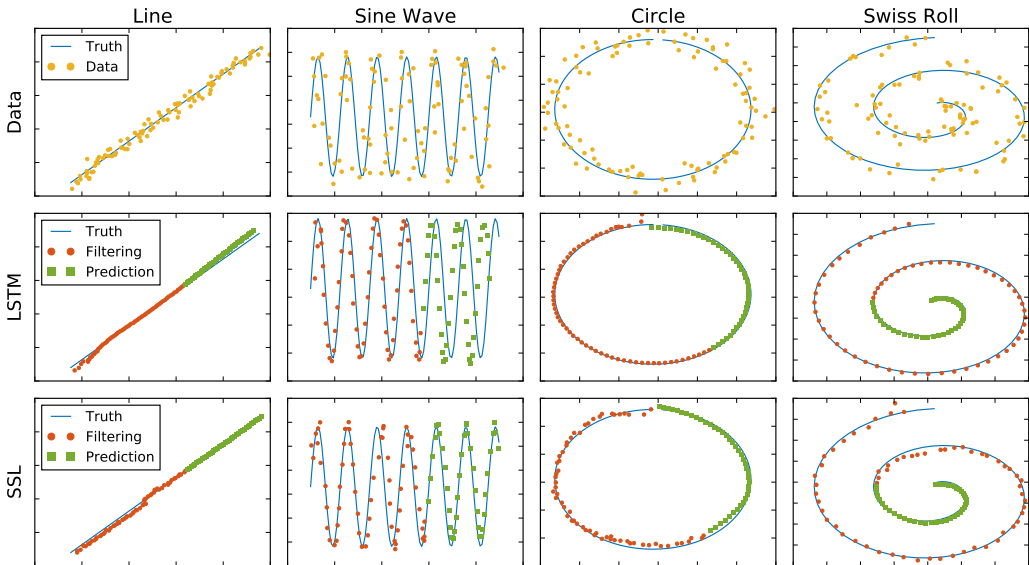 Line Sine Wave Circle Swiss Roll
Data
Truth
Data
LSTM
Truth
Filtering
Prediction
SSL
Truth
Filtering
Prediction